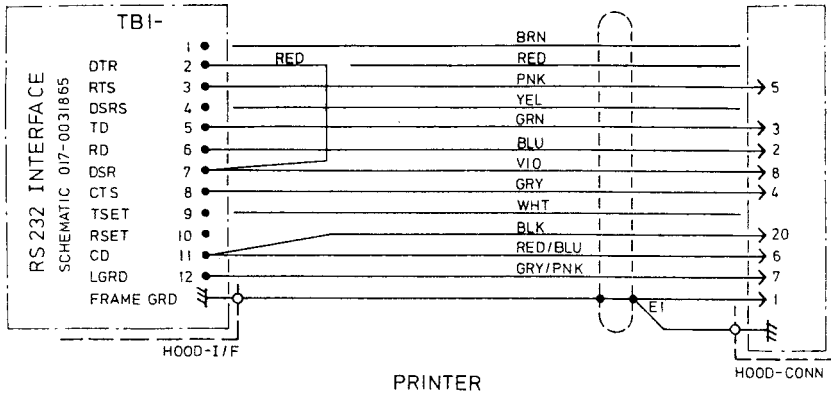 TB1-
1 BRN
DTR 2 RED RED
RTS 3 PNK 5
DSRS 4 YEL
TD 5 GRN 3
RD 6 BLU 2
DSR 7 VIO 8
CTS 8 GRY 4
TSET 9 WHT
RSET 10 BLK 20
CD 11 RED/BLU 6
LGRD 12 GRY/PNK 7
FRAME GRD E1 1
RS232 INTERFACE
SCHEMATIC 017-0031865
HOOD-I/F
HOOD-CONN
PRINTER